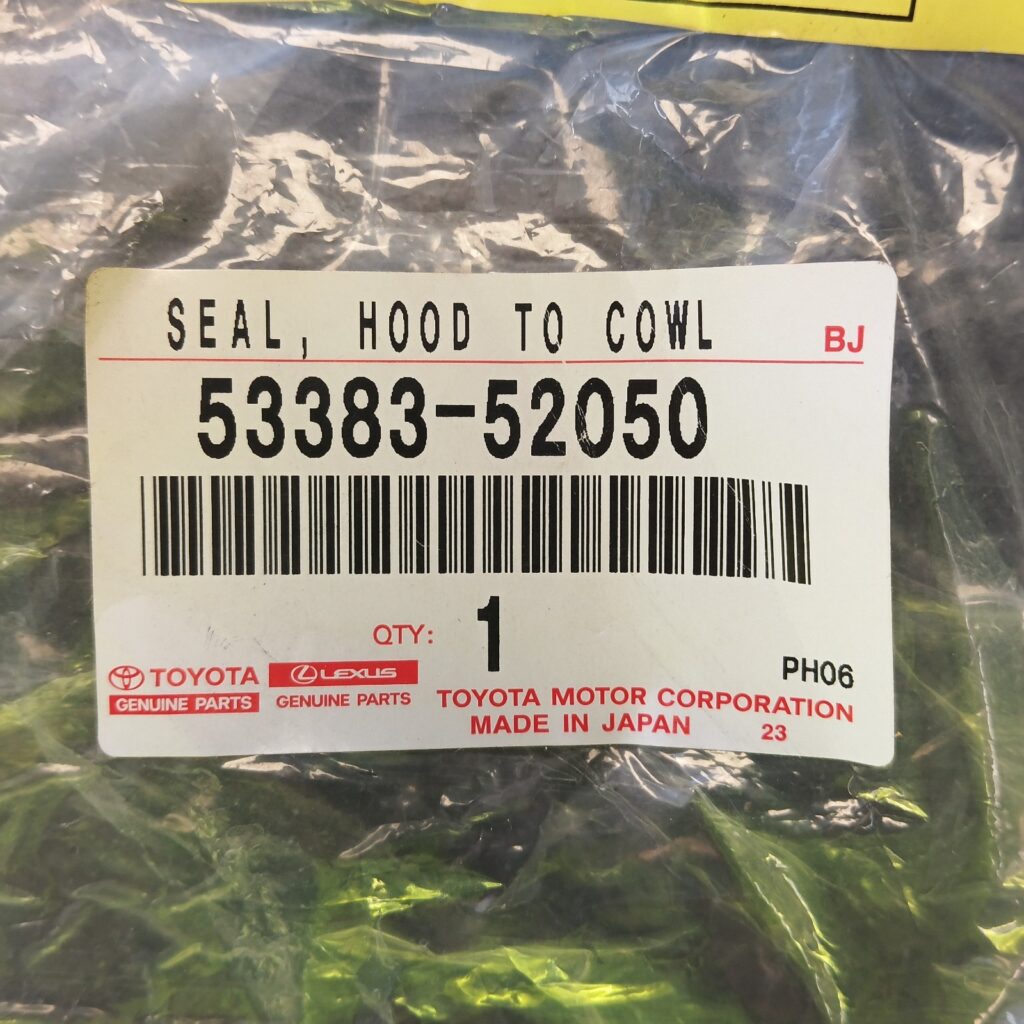 SEAL, HOOD TO COWL
BJ
53383-52050
QTY: 1
PH06
TOYOTA
GENUINE PARTS
LEXUS
GENUINE PARTS
TOYOTA MOTOR CORPORATION
MADE IN JAPAN 23